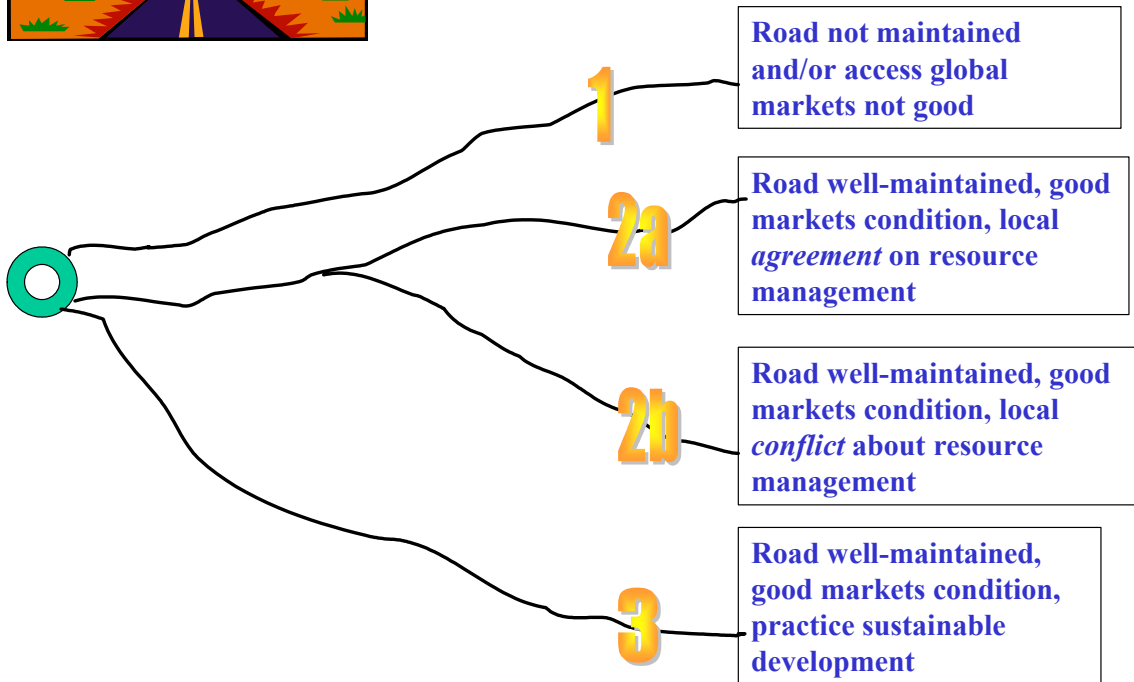 1
Road not maintained
and/or access global
markets not good
2a
Road well-maintained, good
markets condition, local
agreement on resource
management
2b
Road well-maintained, good
markets condition, local
conflict about resource
management
3
Road well-maintained,
good markets condition,
practice sustainable
development